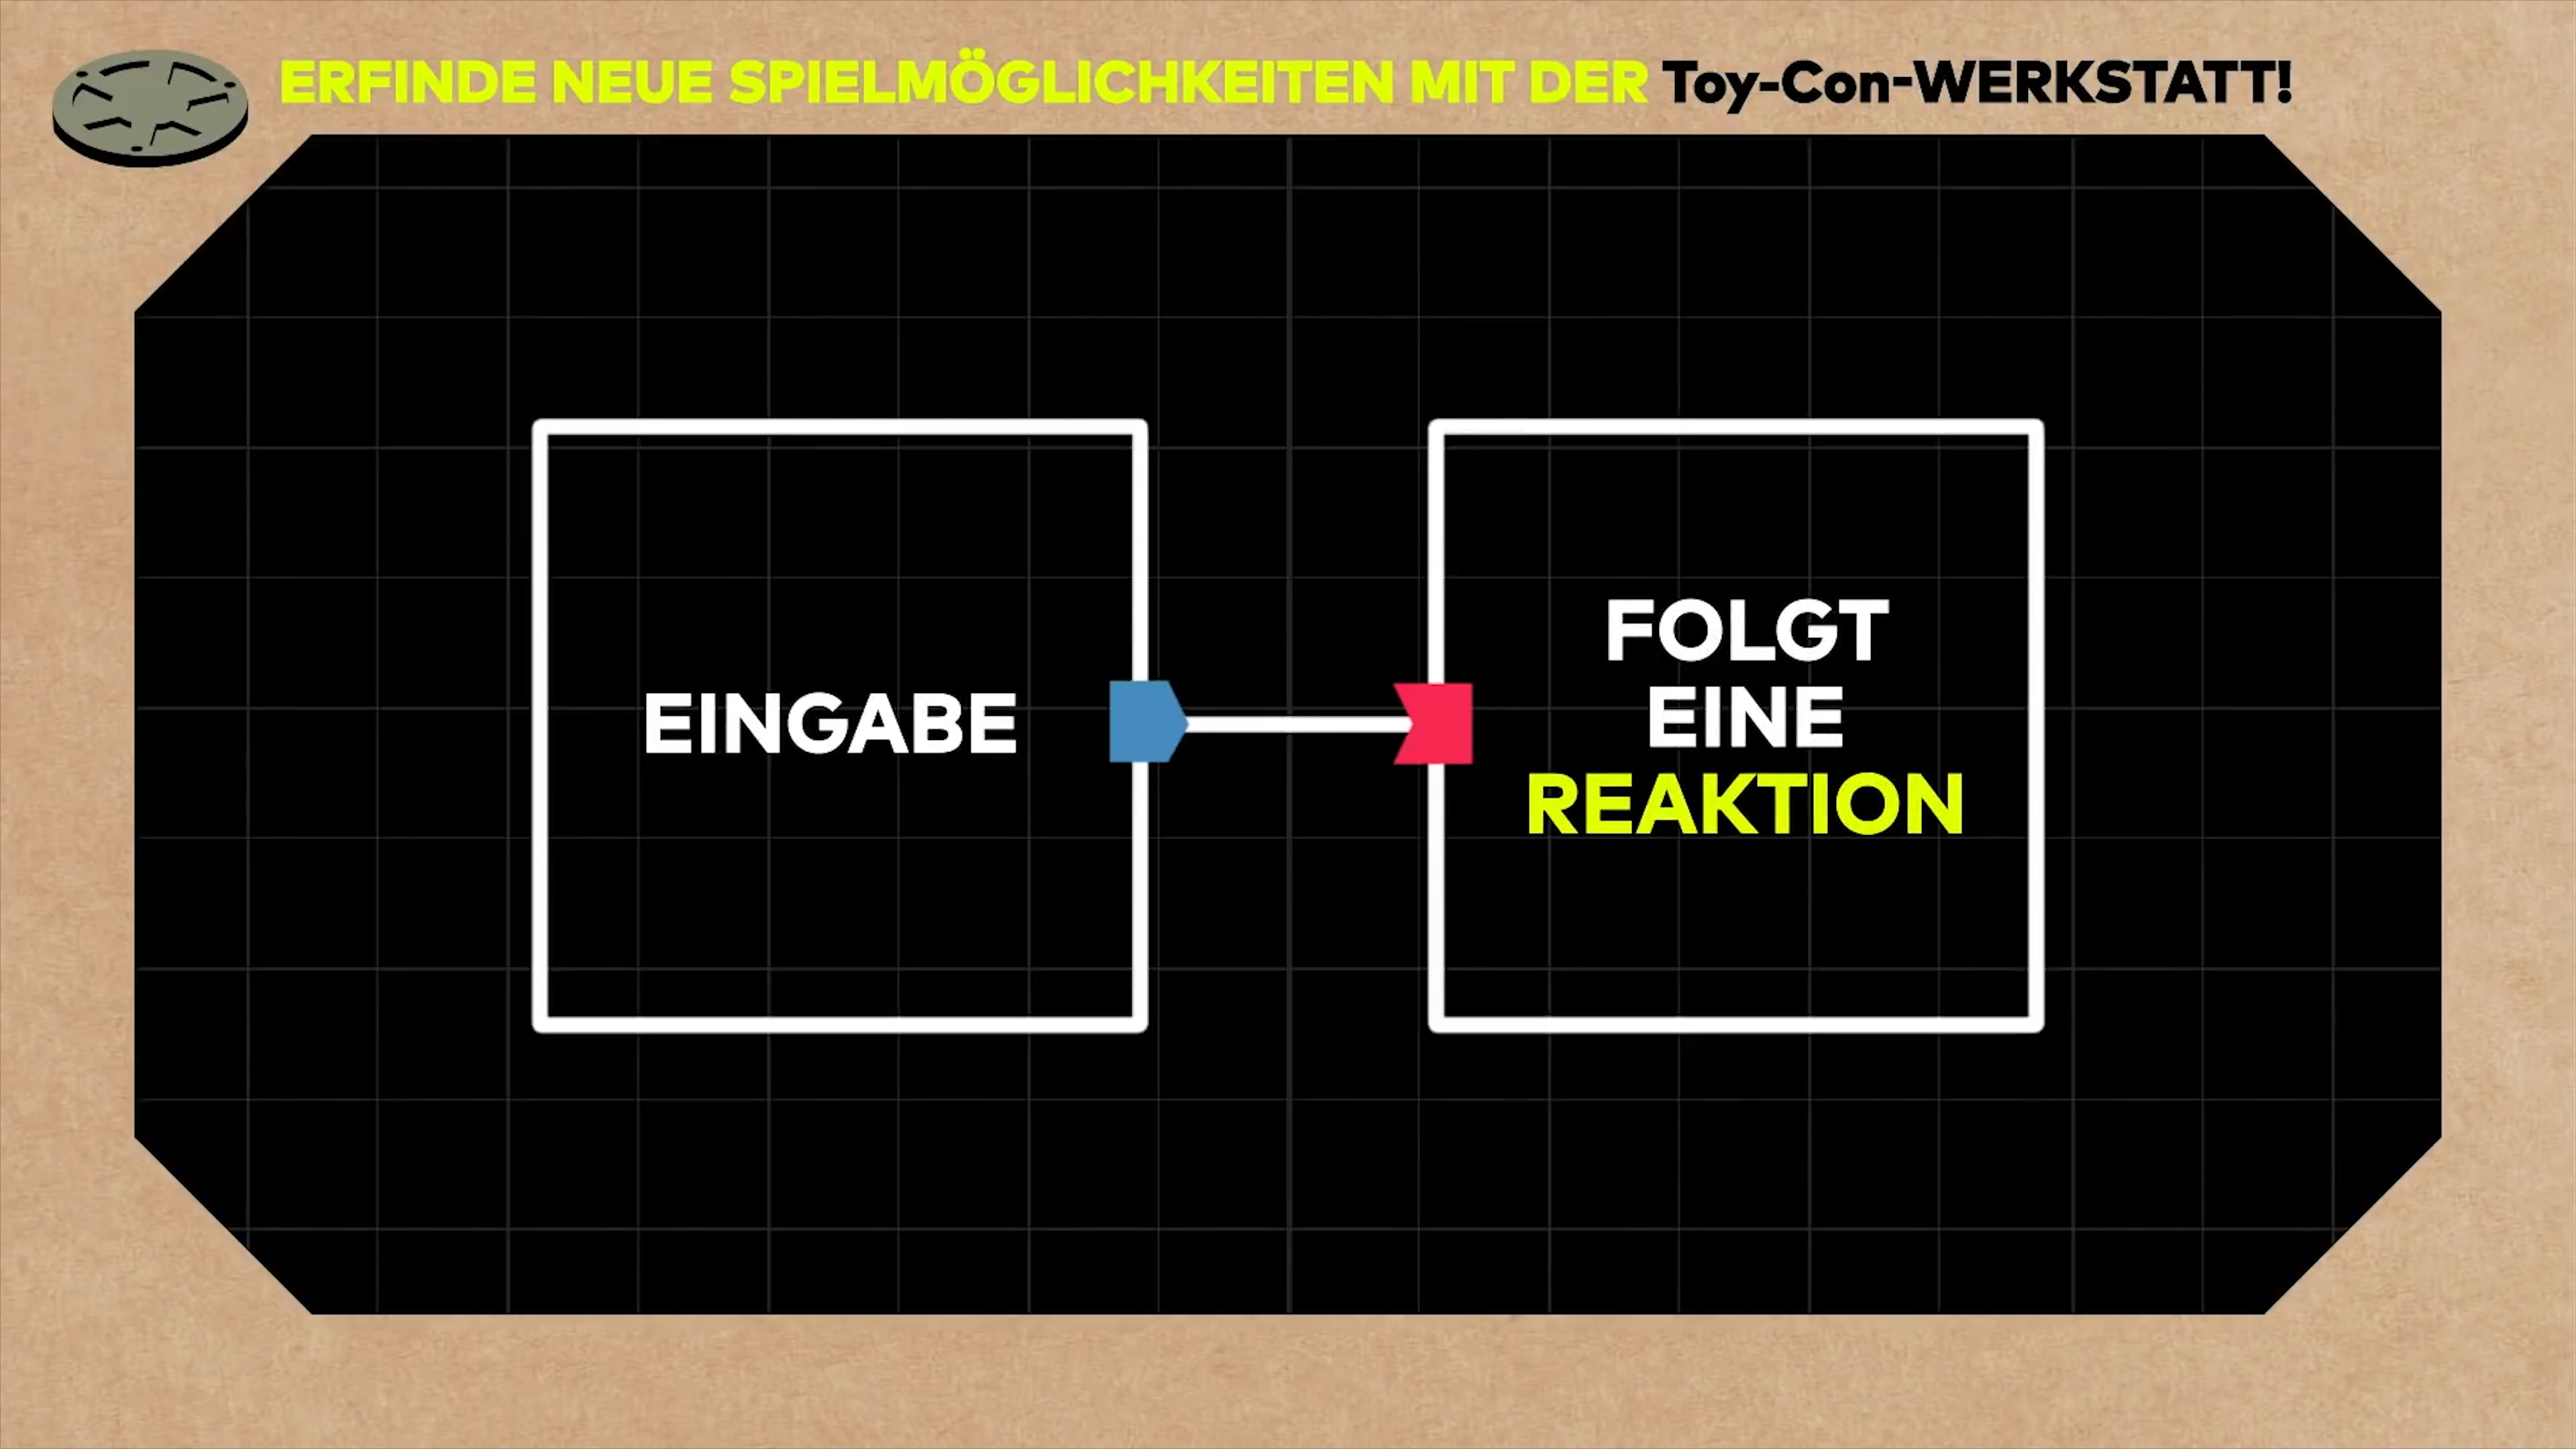 ERFINDE NEUE SPIELMÖGLICHKEITEN MIT DER Toy-Con-WERKSTATT!
EINGABE
FOLGT
EINE
REAKTION